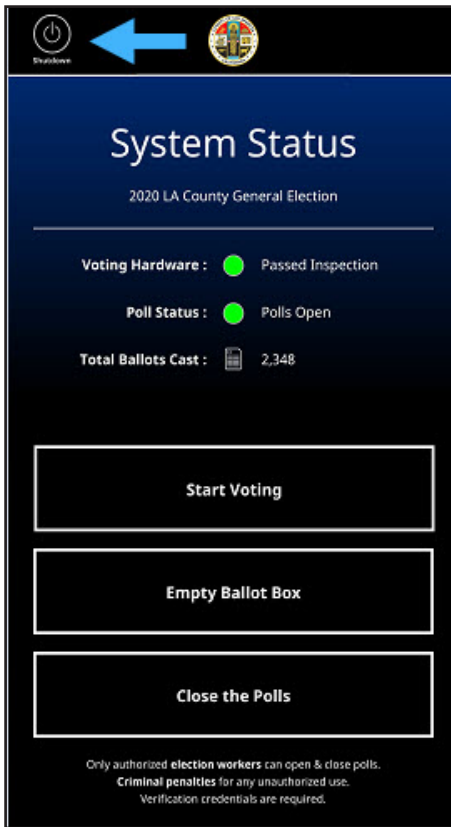 Shutdown
System Status
2020 LA County General Election
Voting Hardware : Passed Inspection
Poll Status : Polls Open
Total Ballots Cast : 2,348
Start Voting
Empty Ballot Box
Close the Polls
Only authorized election workers can open & close polls.
Criminal penalties for any unauthorized use.
Verification credentials are required.